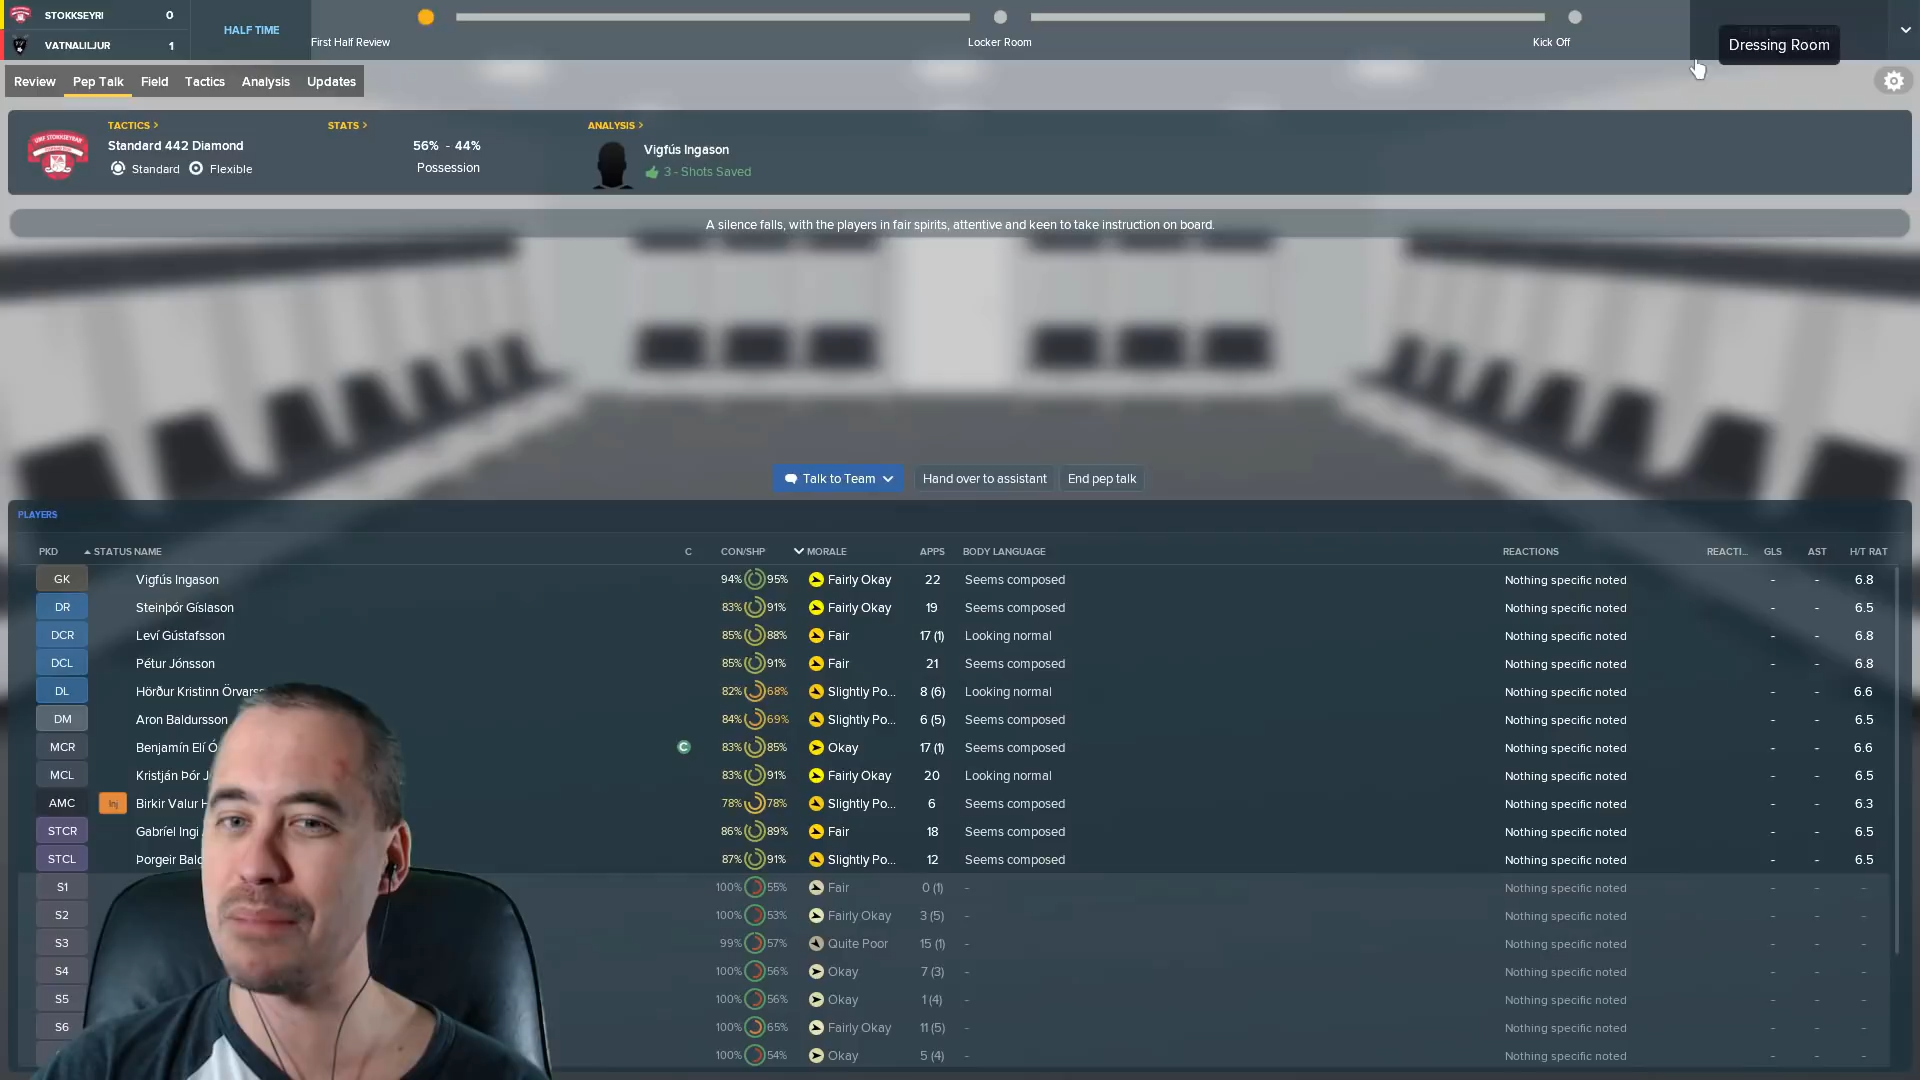 STOKKSEYRI 0
VATNALILJUR 1
HALF TIME
First Half Review
Locker Room
Kick Off
Dressing Room
Review Pep Talk Field Tactics Analysis Updates
TACTICS >
Standard 442 Diamond
Standard Flexible
STATS >
56% - 44%
Possession
ANALYSIS >
Vigfús Ingason
3 - Shots Saved
A silence falls, with the players in fair spirits, attentive and keen to take instruction on board.
Talk to Team Hand over to assistant End pep talk
PLAYERS
PKD STATUS NAME C CON/SHP MORALE APPS BODY LANGUAGE REACTIONS REACTI... GLS AST H/T RAT
GK Vigfús Ingason 94% 95% Fairly Okay 22 Seems composed Nothing specific noted - - 6.8
DR Steinþór Gíslason 83% 91% Fairly Okay 19 Seems composed Nothing specific noted - - 6.5
DCR Leví Gústafsson 85% 88% Fair 17 (1) Looking normal Nothing specific noted - - 6.8
DCL Pétur Jónsson 85% 91% Fair 21 Seems composed Nothing specific noted - - 6.8
DL Hörður Kristinn Örvarss 82% 68% Slightly Po... 8 (6) Looking normal Nothing specific noted - - 6.6
DM Aron Baldursson 84% 69% Slightly Po... 6 (5) Seems composed Nothing specific noted - - 6.5
MCR Benjamín Elí Ó C 83% 85% Okay 17 (1) Seems composed Nothing specific noted - - 6.6
MCL Kristján Þór J 83% 91% Fairly Okay 20 Looking normal Nothing specific noted - - 6.5
AMC Inj Birkir Valur H 78% 78% Slightly Po... 6 Seems composed Nothing specific noted - - 6.3
STCR Gabríel Ingi 86% 89% Fair 18 Seems composed Nothing specific noted - - 6.5
STCL Þorgeir Bald 87% 91% Slightly Po... 12 Seems composed Nothing specific noted - - 6.5
S1 100% 55% Fair 0 (1) - Nothing specific noted - - -
S2 100% 53% Fairly Okay 3 (5) - Nothing specific noted - - -
S3 99% 57% Quite Poor 15 (1) - Nothing specific noted - - -
S4 100% 56% Okay 7 (3) - Nothing specific noted - - -
S5 100% 56% Okay 1 (4) - Nothing specific noted - - -
S6 100% 65% Fairly Okay 11 (5) - Nothing specific noted - - -
100% 54% Okay 5 (4) - Nothing specific noted - - -